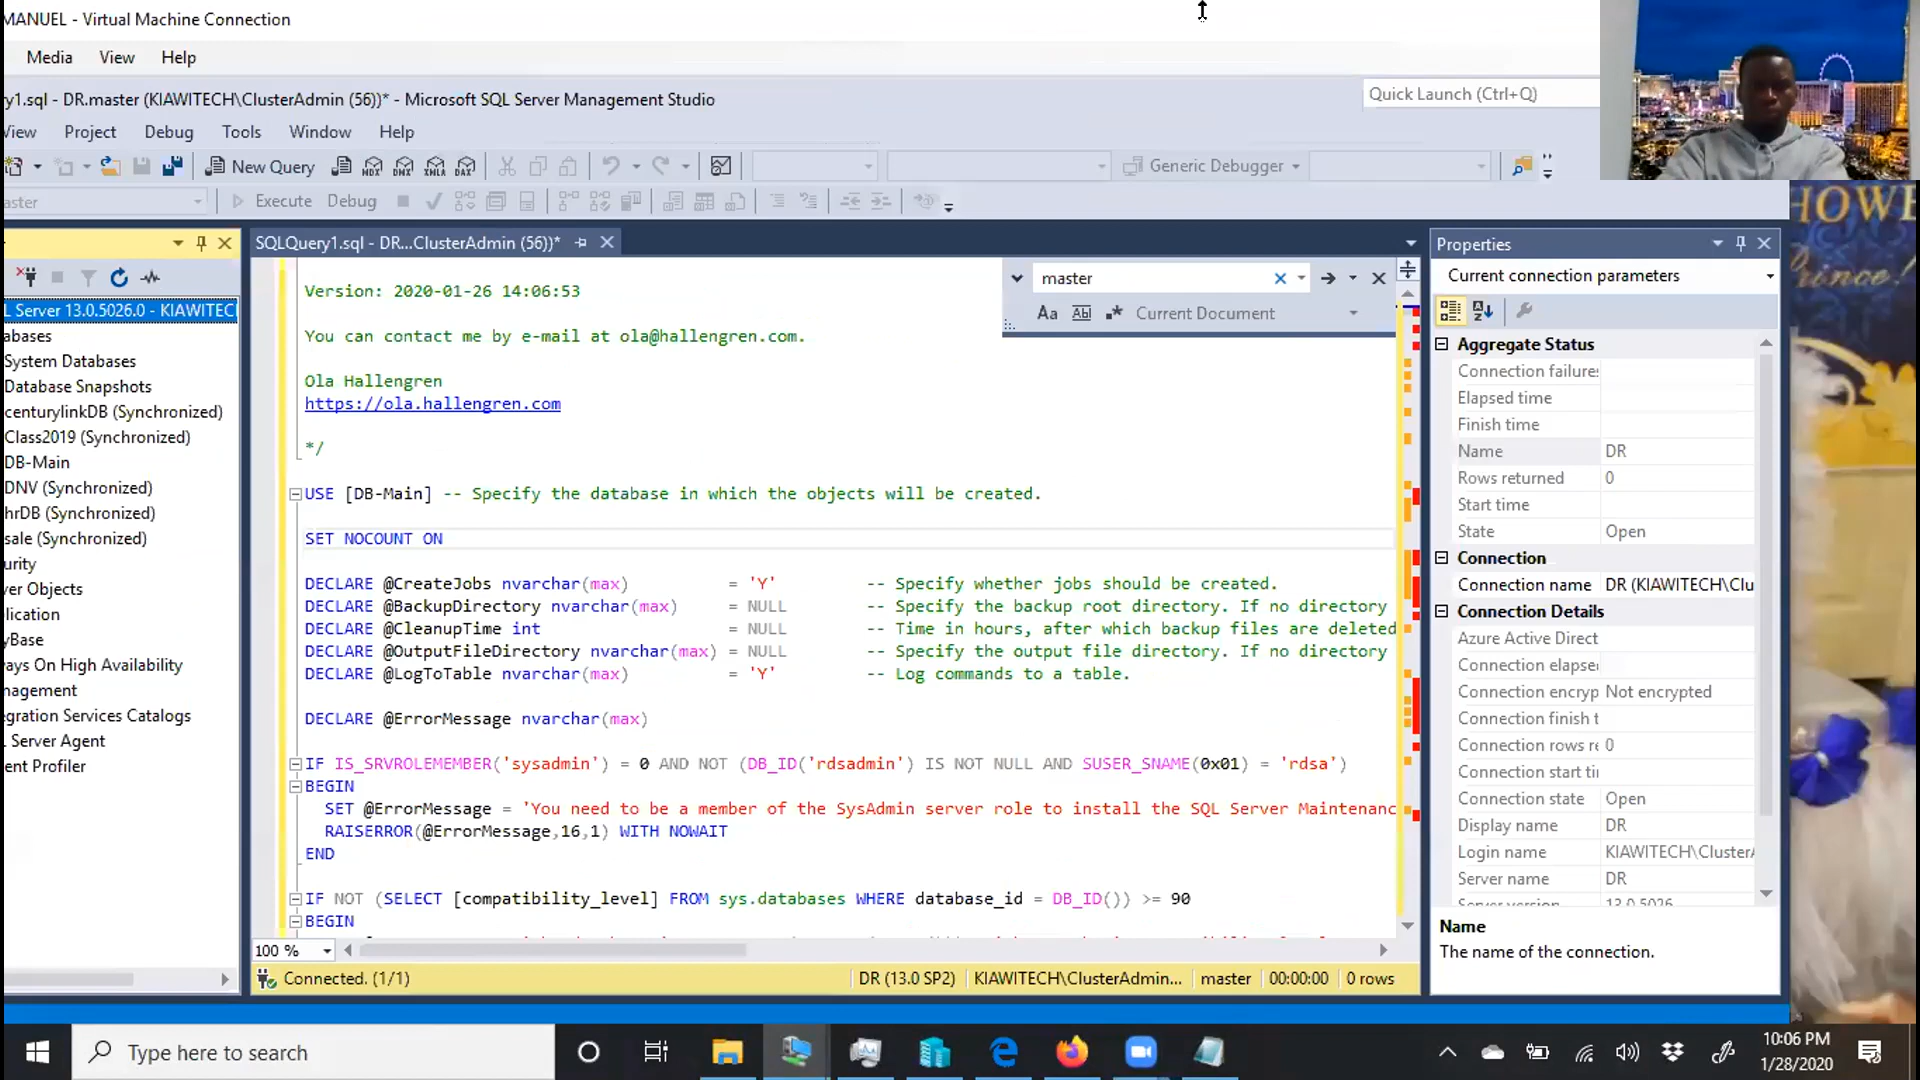 MANUEL - Virtual Machine Connection
Media View Help
y1.sql - DR.master (KIAWITECH\ClusterAdmin (56))* - Microsoft SQL Server Management Studio
Quick Launch (Ctrl+Q)
View Project Debug Tools Window Help
New Query
MDX DMX XMLA DAX
Generic Debugger
aster
Execute Debug
SQLQuery1.sql - DR...ClusterAdmin (56))*
L Server 13.0.5026.0 - KIAWITECH
abases
System Databases
Database Snapshots
centurylinkDB (Synchronized)
Class2019 (Synchronized)
DB-Main
DNV (Synchronized)
hrDB (Synchronized)
sale (Synchronized)
urity
ver Objects
lication
yBase
ays On High Availability
nagement
gration Services Catalogs
L Server Agent
ent Profiler
master
Aa Abl Current Document
Version: 2020-01-26 14:06:53
You can contact me by e-mail at ola@hallengren.com.
Ola Hallengren
https://ola.hallengren.com
*/
USE [DB-Main] -- Specify the database in which the objects will be created.
SET NOCOUNT ON
DECLARE @CreateJobs nvarchar(max) = 'Y' -- Specify whether jobs should be created.
DECLARE @BackupDirectory nvarchar(max) = NULL -- Specify the backup root directory. If no directory
DECLARE @CleanupTime int = NULL -- Time in hours, after which backup files are deleted
DECLARE @OutputFileDirectory nvarchar(max) = NULL -- Specify the output file directory. If no directory
DECLARE @LogToTable nvarchar(max) = 'Y' -- Log commands to a table.
DECLARE @ErrorMessage nvarchar(max)
IF IS_SRVROLEMEMBER('sysadmin') = 0 AND NOT (DB_ID('rdsadmin') IS NOT NULL AND SUSER_SNAME(0x01) = 'rdsa')
BEGIN
SET @ErrorMessage = 'You need to be a member of the SysAdmin server role to install the SQL Server Maintenanc
RAISERROR(@ErrorMessage,16,1) WITH NOWAIT
END
IF NOT (SELECT [compatibility_level] FROM sys.databases WHERE database_id = DB_ID()) >= 90
BEGIN
100 %
Connected. (1/1)
DR (13.0 SP2) KIAWITECH\ClusterAdmin... master 00:00:00 0 rows
Properties
Current connection parameters
Aggregate Status
Connection failures
Elapsed time
Finish time
Name DR
Rows returned 0
Start time
State Open
Connection
Connection name DR (KIAWITECH\Clu
Connection Details
Azure Active Direct
Connection elapse
Connection encryp Not encrypted
Connection finish t
Connection rows re 0
Connection start ti
Connection state Open
Display name DR
Login name KIAWITECH\Cluster
Server name DR
Server version 13.0.5026
Name
The name of the connection.
HOWE
ince!
Type here to search
10:06 PM
1/28/2020